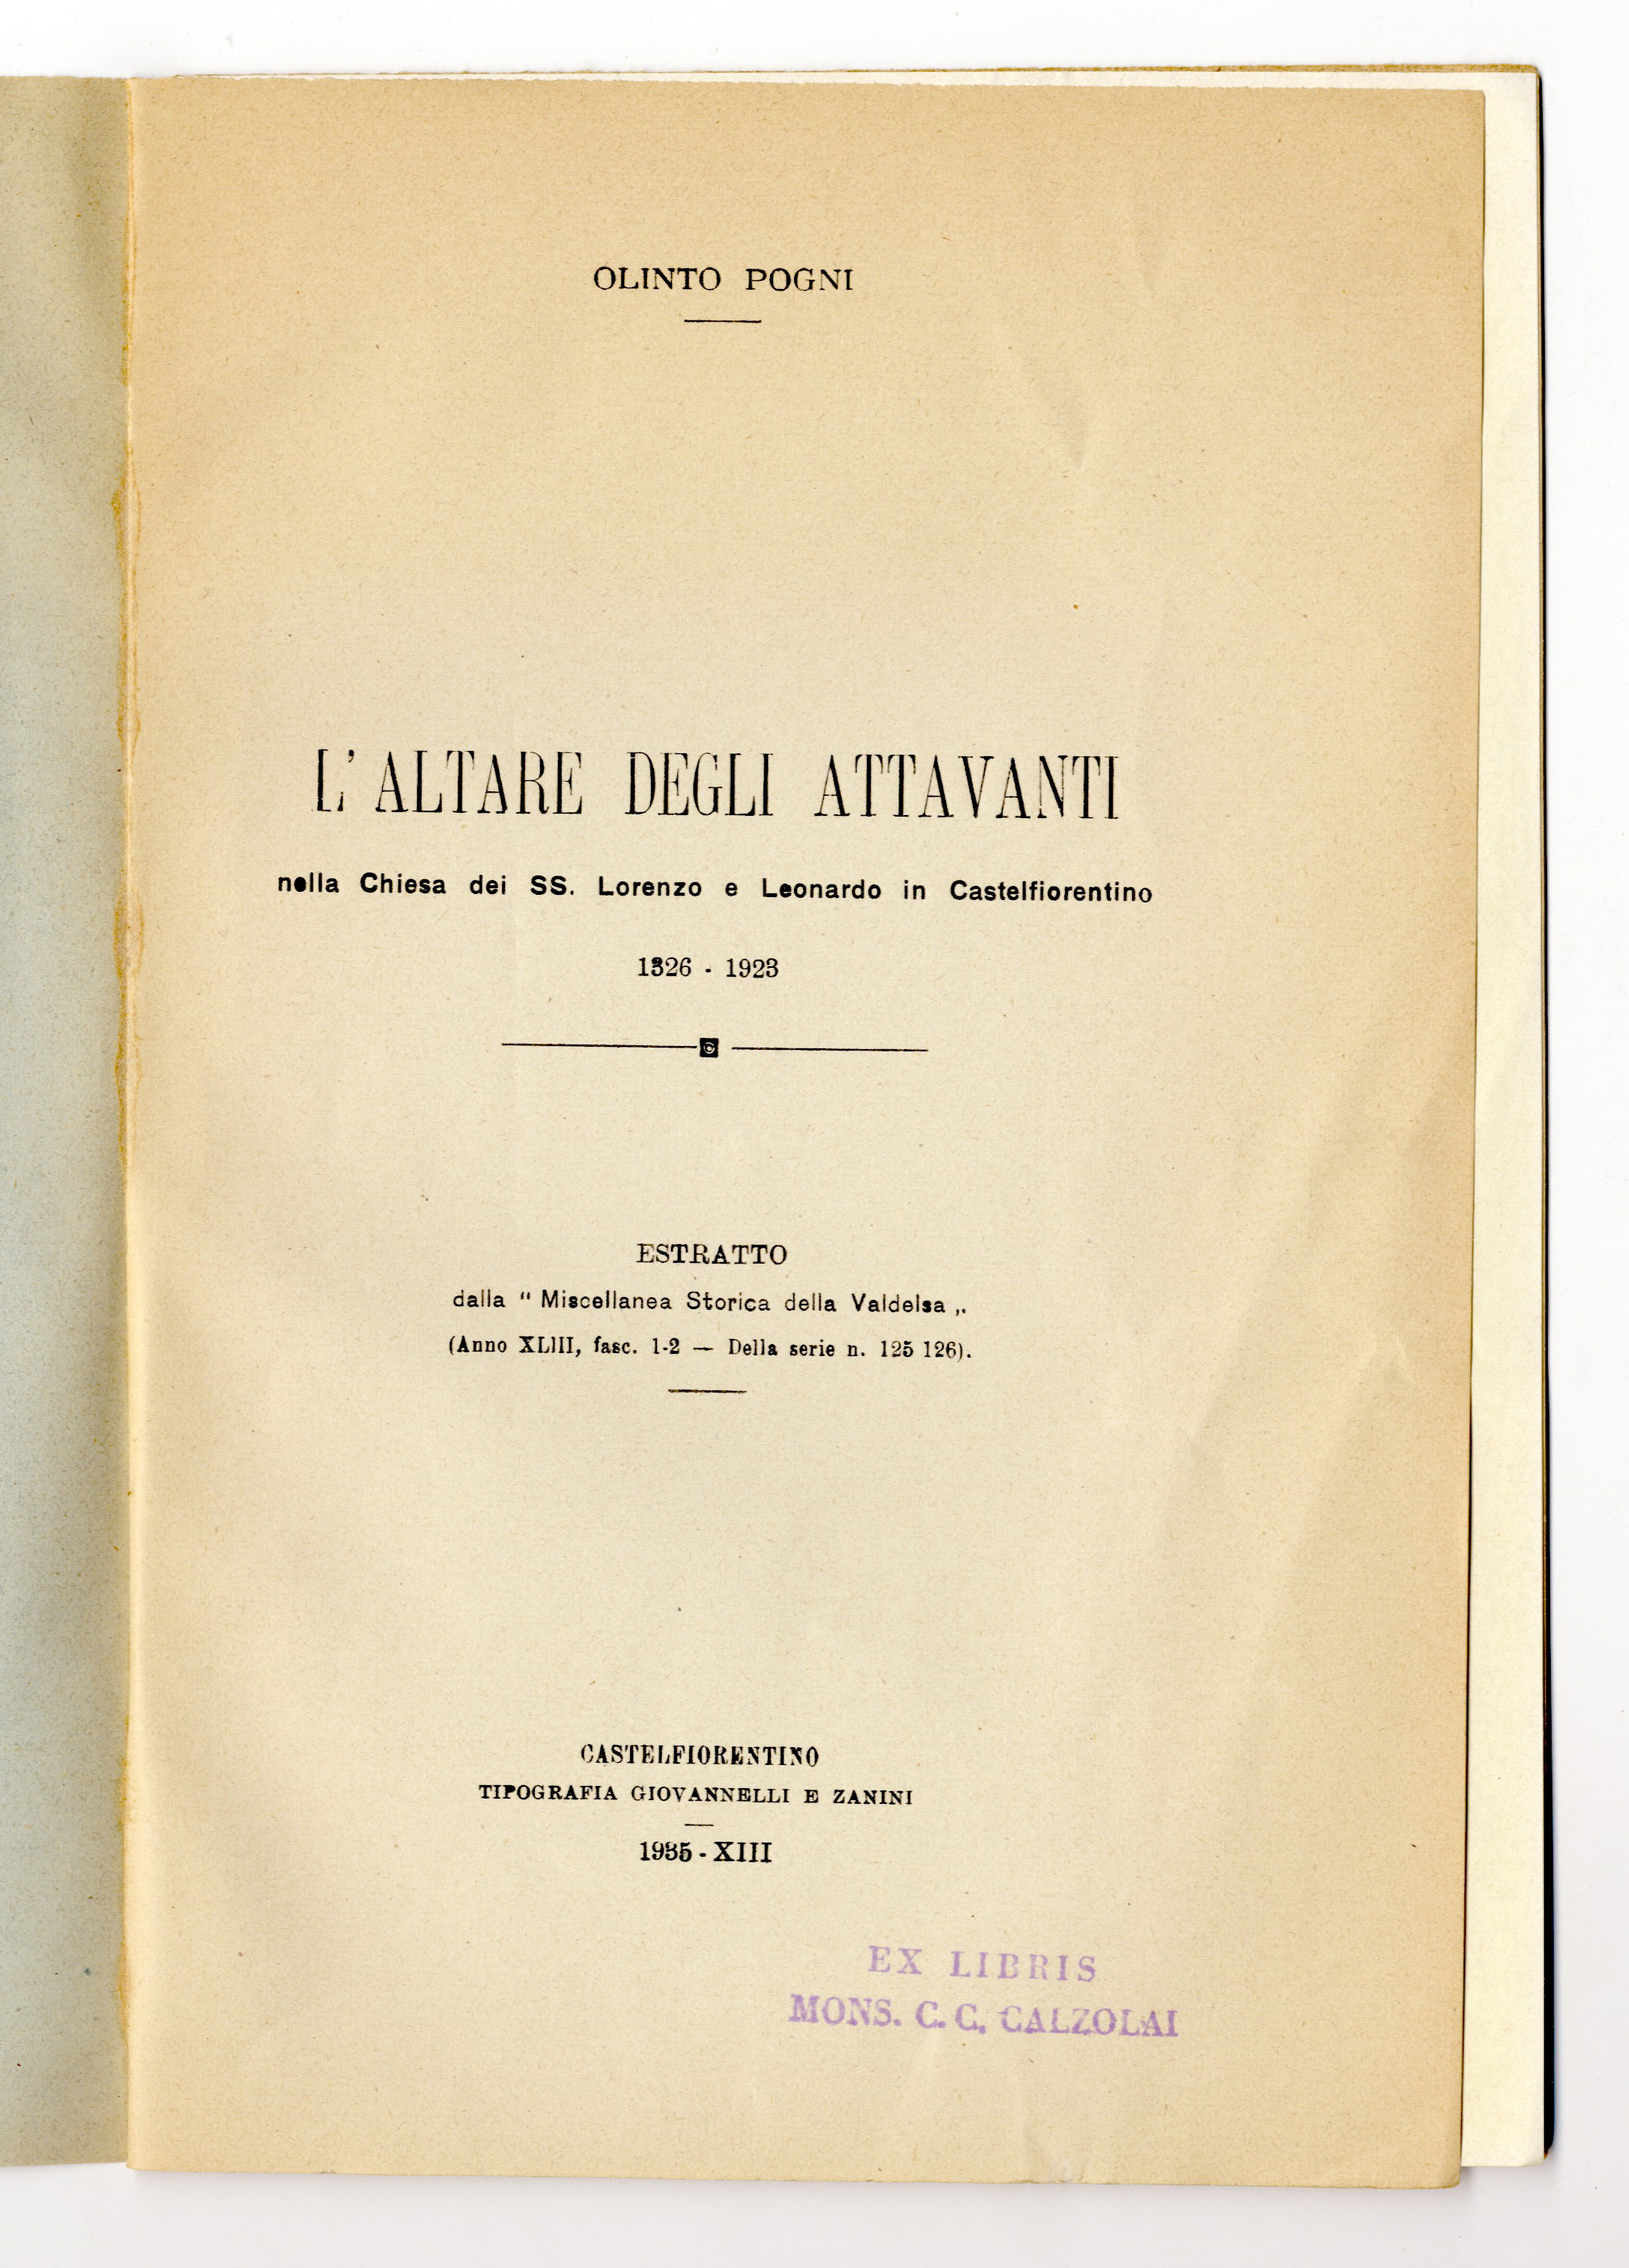 OLINTO POGNI
L'ALTARE DEGLI ATTAVANTI
nella Chiesa dei SS. Lorenzo e Leonardo in Castelfiorentino
1326 - 1923
ESTRATTO
dalla “ Miscellanea Storica della Valdelsa „.
(Anno XLIII, fasc. 1-2 — Della serie n. 125 126).
CASTELFIORENTINO
TIPOGRAFIA GIOVANNELLI E ZANINI
1935 - XIII
EX LIBRIS
MONS. C. C. CALZOLAI